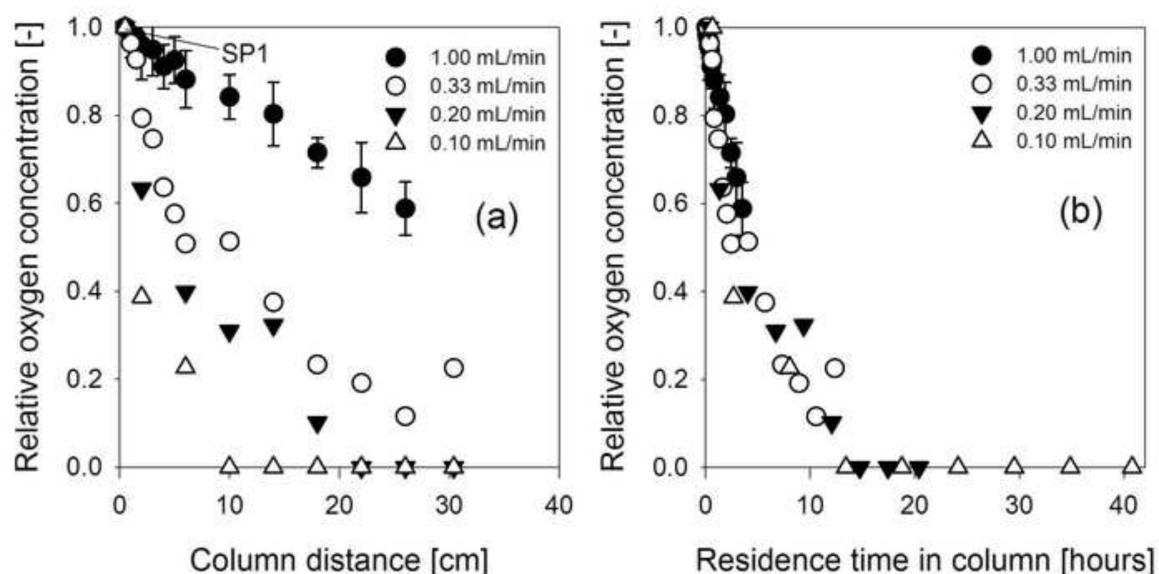 Relative oxygen concentration [-]
1.0
0.8
0.6
0.4
0.2
0.0
SP1
1.00 mL/min
0.33 mL/min
0.20 mL/min
0.10 mL/min
(a)
0 10 20 30 40
Column distance [cm]
Relative oxygen concentration [-]
1.0
0.8
0.6
0.4
0.2
0.0
1.00 mL/min
0.33 mL/min
0.20 mL/min
0.10 mL/min
(b)
0 10 20 30 40
Residence time in column [hours]